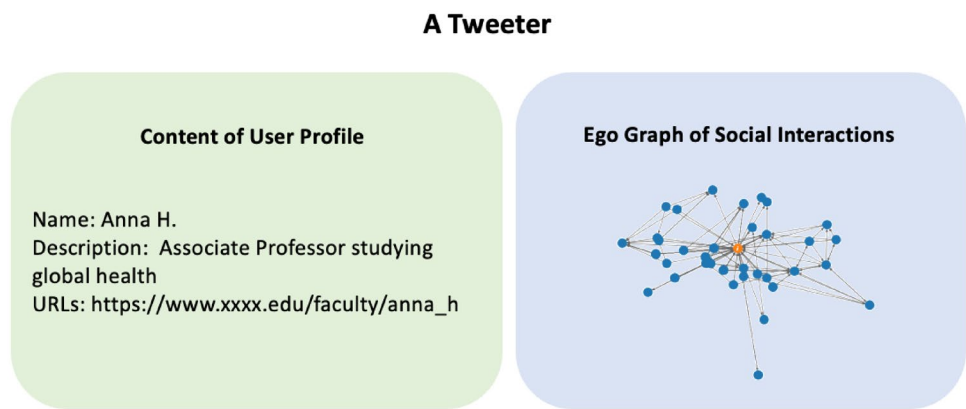 A Tweeter
Content of User Profile
Name: Anna H.
Description: Associate Professor studying
global health
URLs: https://www.xxxx.edu/faculty/anna_h
Ego Graph of Social Interactions